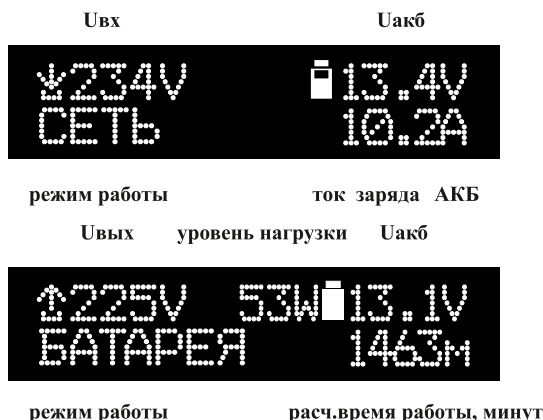 Uвх Uакб
234V 13.4V
СЕТЬ 10.2A
режим работы ток заряда АКБ
Uвых уровень нагрузки Uакб
225V 53W 13.1V
БАТАРЕЯ 1463м
режим работы расч.время работы, минут